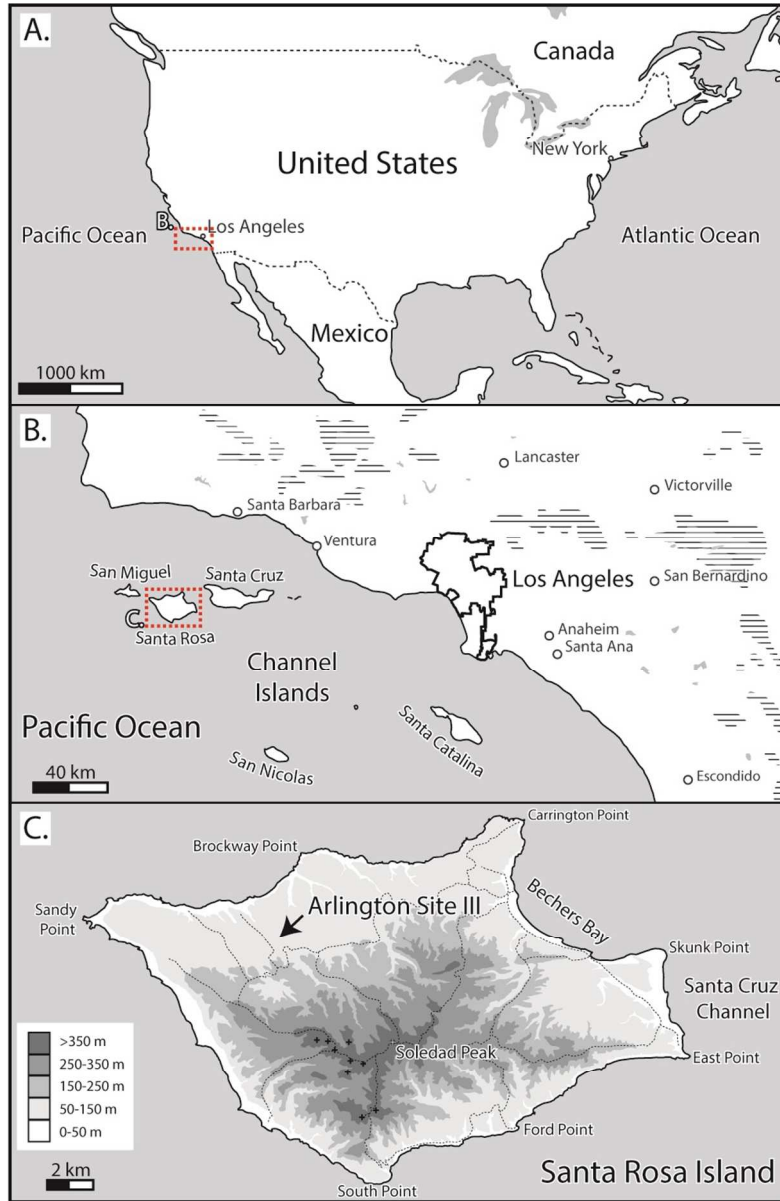 A.
Canada
New York
United States
B.
Los Angeles
Pacific Ocean
Atlantic Ocean
Mexico
1000 km
B.
Lancaster
Victorville
Santa Barbara
Ventura
San Miguel
Santa Cruz
Los Angeles
San Bernardino
C.
Santa Rosa
Anaheim
Santa Ana
Channel
Islands
Pacific Ocean
Santa Catalina
San Nicolas
40 km
Escondido
C.
Carrington Point
Brockway Point
Bechers Bay
Arlington Site III
Sandy
Point
Skunk Point
Santa Cruz
Channel
>350 m
250-350 m
150-250 m
50-150 m
0-50 m
Soledad Peak
East Point
Ford Point
2 km
South Point
Santa Rosa Island